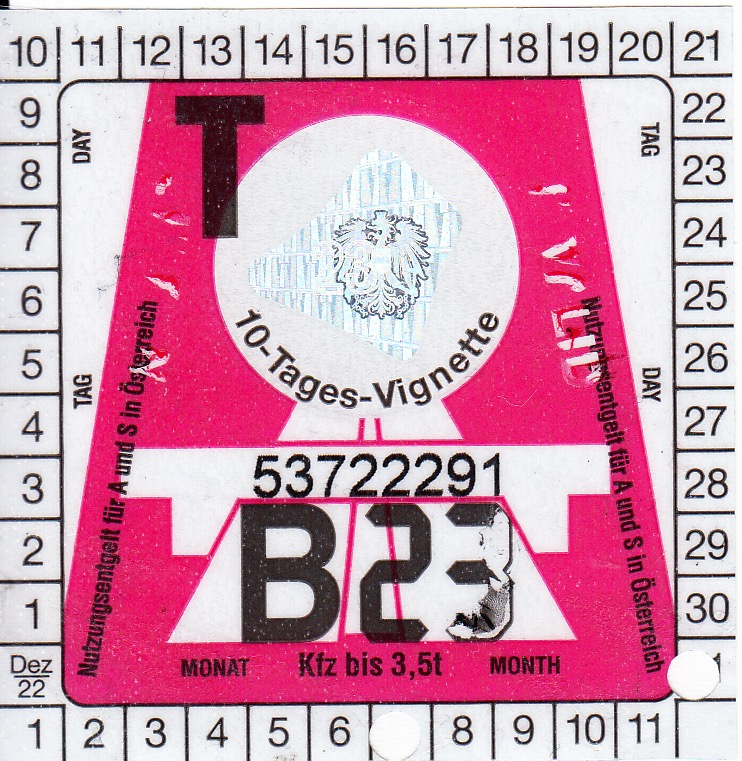 10 11 12 13 14 15 16 17 18 19 20 21
9 22
8 23
7 24
6 25
5 26
4 27
3 28
2 29
1 30
Dez
22
1 2 3 4 5 6 8 9 10 11
DAY
TAG
TAG
DAY
T
10-Tages-Vignette
Nutzungsentgelt für A und S in Österreich
Nutzungsentgelt für A und S in Österreich
53722291
B23
MONAT Kfz bis 3,5t MONTH